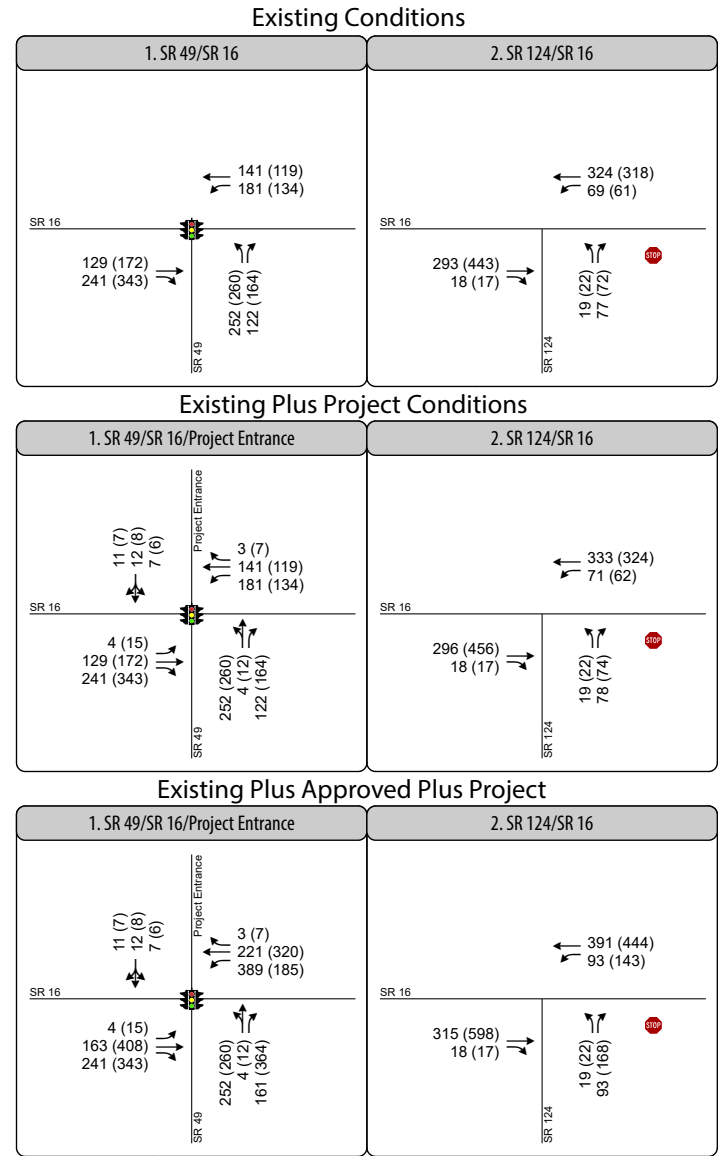 Existing Conditions
1. SR 49/SR 16
141 (119)
181 (134)
SR 16
129 (172)
241 (343)
252 (260)
122 (164)
SR 49
2. SR 124/SR 16
324 (318)
69 (61)
SR 16
293 (443)
18 (17)
19 (22)
77 (72)
STOP
SR 124
Existing Plus Project Conditions
1. SR 49/SR 16/Project Entrance
Project Entrance
11 (7)
12 (8)
7 (6)
3 (7)
141 (119)
181 (134)
SR 16
4 (15)
129 (172)
241 (343)
252 (260)
4 (12)
122 (164)
SR 49
2. SR 124/SR 16
333 (324)
71 (62)
SR 16
296 (456)
18 (17)
19 (22)
78 (74)
STOP
SR 124
Existing Plus Approved Plus Project
1. SR 49/SR 16/Project Entrance
Project Entrance
11 (7)
12 (8)
7 (6)
3 (7)
221 (320)
389 (185)
SR 16
4 (15)
163 (408)
241 (343)
252 (260)
4 (12)
161 (364)
SR 49
2. SR 124/SR 16
391 (444)
93 (143)
SR 16
315 (598)
18 (17)
19 (22)
93 (168)
STOP
SR 124